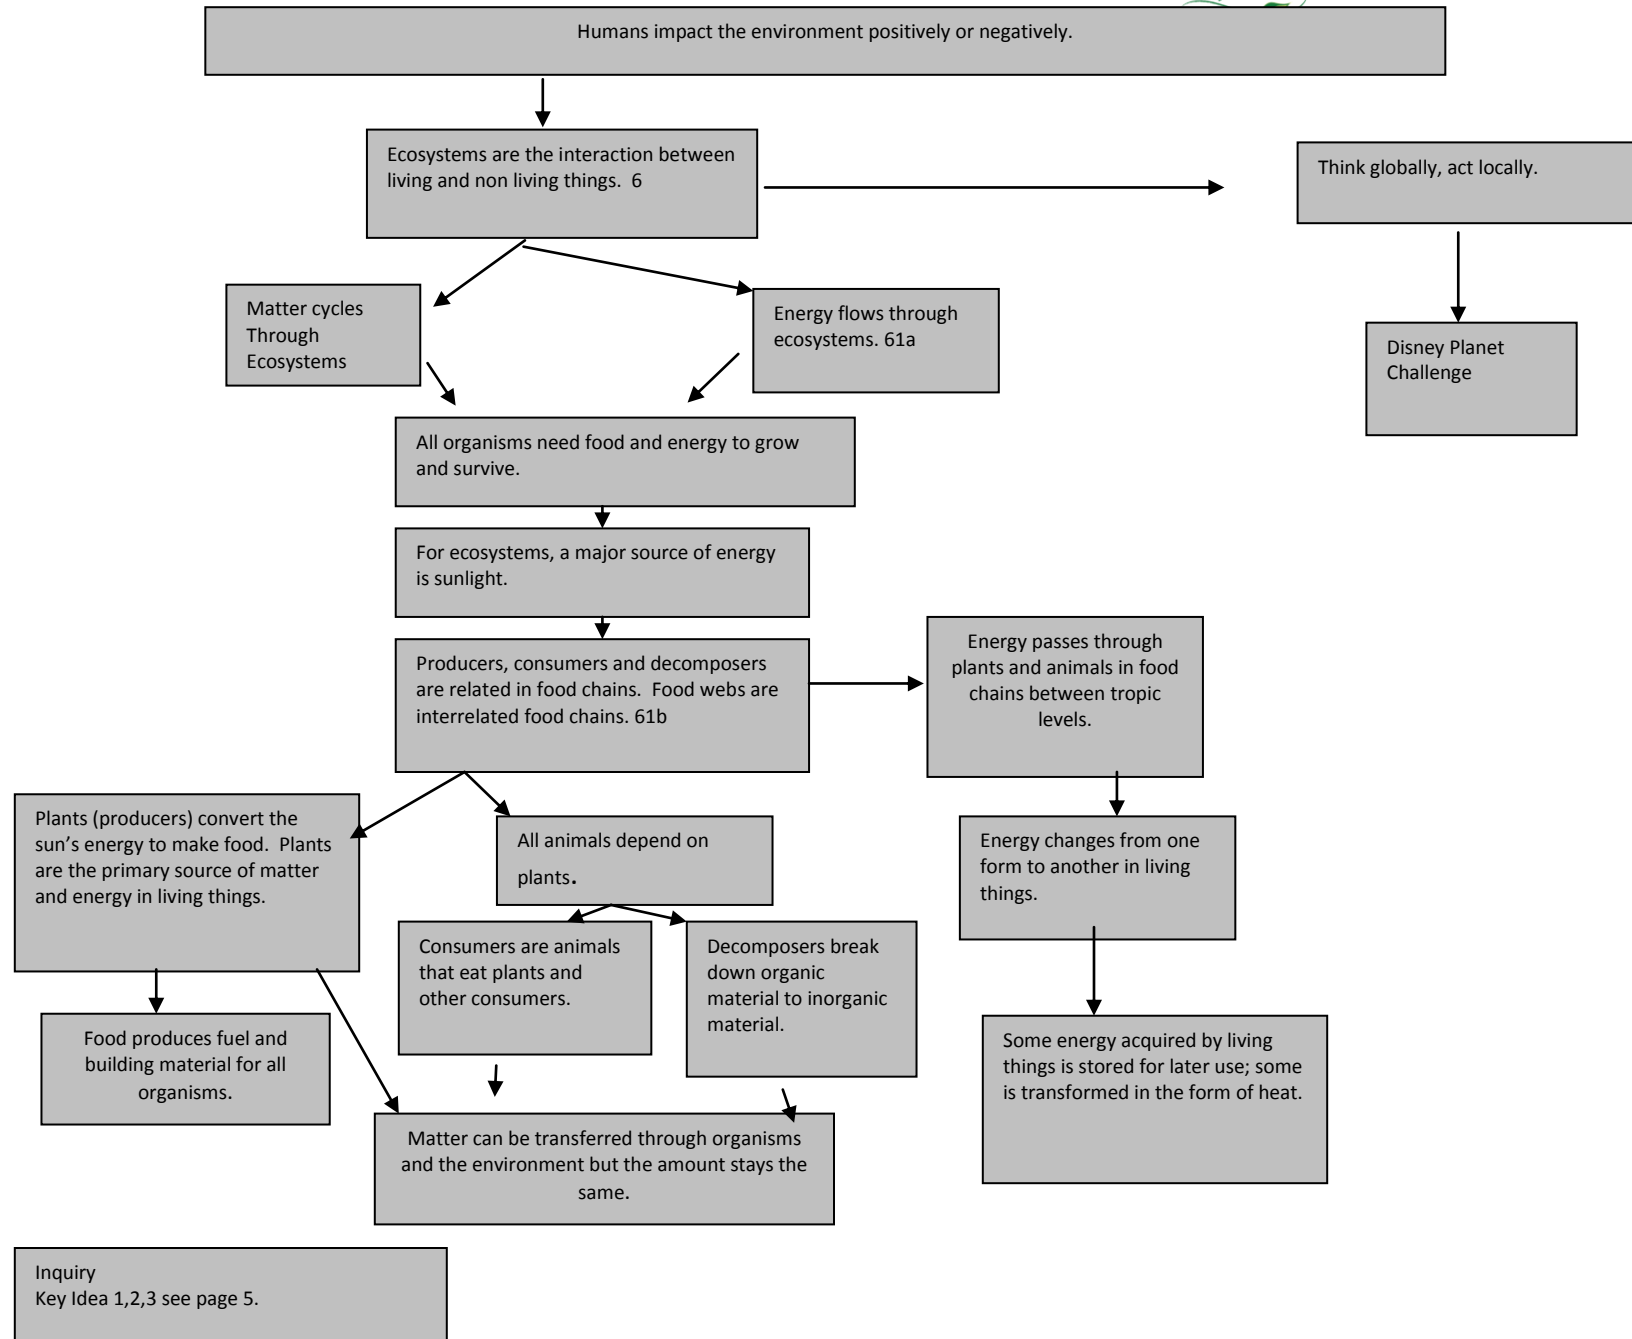 Humans impact the environment positively or negatively.
Ecosystems are the interaction between
living and non living things.  6
Think globally, act locally.
Matter cycles
Through
Ecosystems
Energy flows through
ecosystems. 61a
Disney Planet
Challenge
All organisms need food and energy to grow
and survive.
For ecosystems, a major source of energy
is sunlight.
Producers, consumers and decomposers
are related in food chains.  Food webs are
interrelated food chains. 61b
Energy passes through
plants and animals in food
chains between tropic
levels.
Plants (producers) convert the
sun’s energy to make food.  Plants
are the primary source of matter
and energy in living things.
All animals depend on
plants.
Energy changes from one
form to another in living
things.
Consumers are animals
that eat plants and
other consumers.
Decomposers break
down organic
material to inorganic
material.
Food produces fuel and
building material for all
organisms.
Some energy acquired by living
things is stored for later use; some
is transformed in the form of heat.
Matter can be transferred through organisms
and the environment but the amount stays the
same.
Inquiry
Key Idea 1,2,3 see page 5.